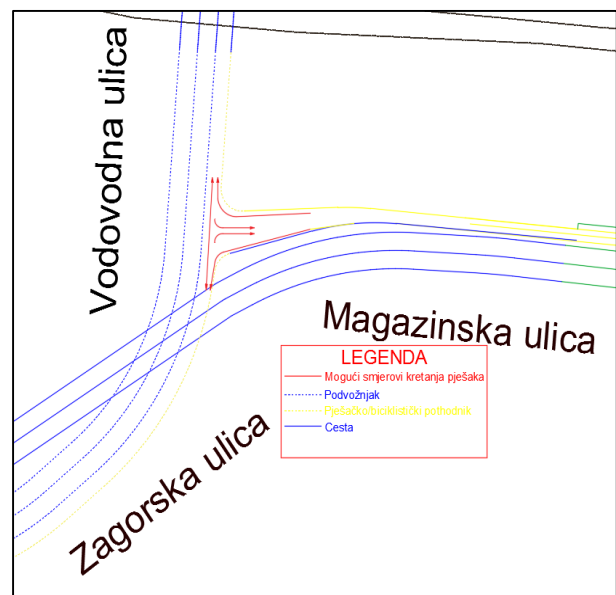 Vodovodna ulica
Magazinska ulica
Zagorska ulica
LEGENDA
Mogući smjerovi kretanja pješaka
Podvožnjak
Pješačko/biciklistički pothodnik
Cesta